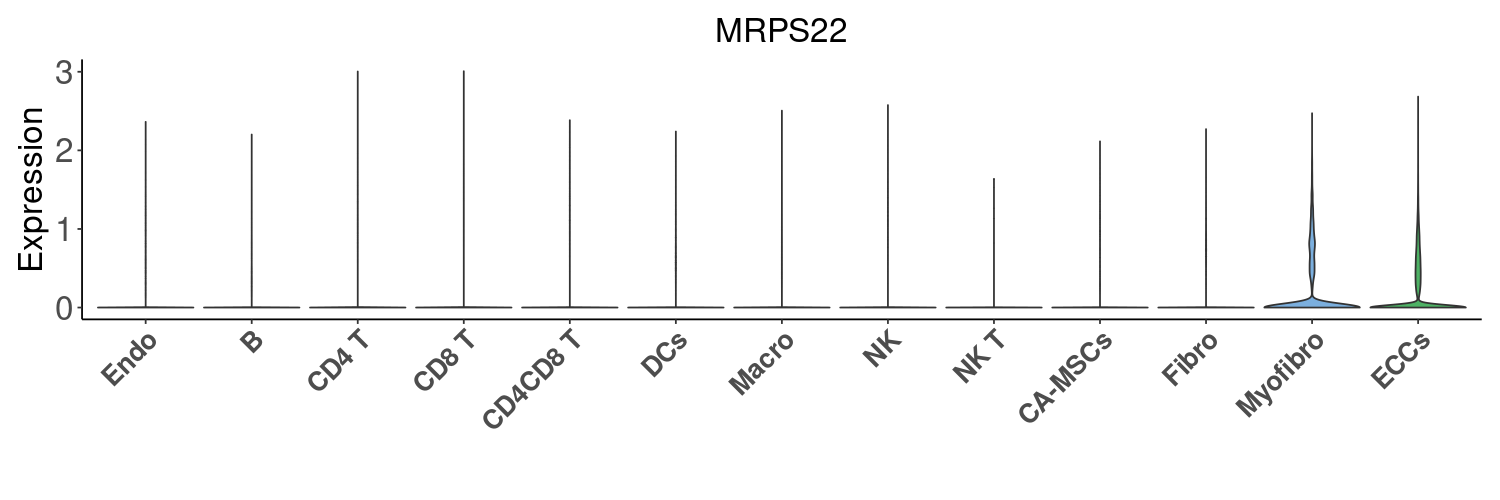 MRPS22
Expression
3
2
1
0
Endo
B
CD4 T
CD8 T
CD4CD8 T
DCs
Macro
NK
NK T
CA-MSCs
Fibro
Myofibro
ECCs